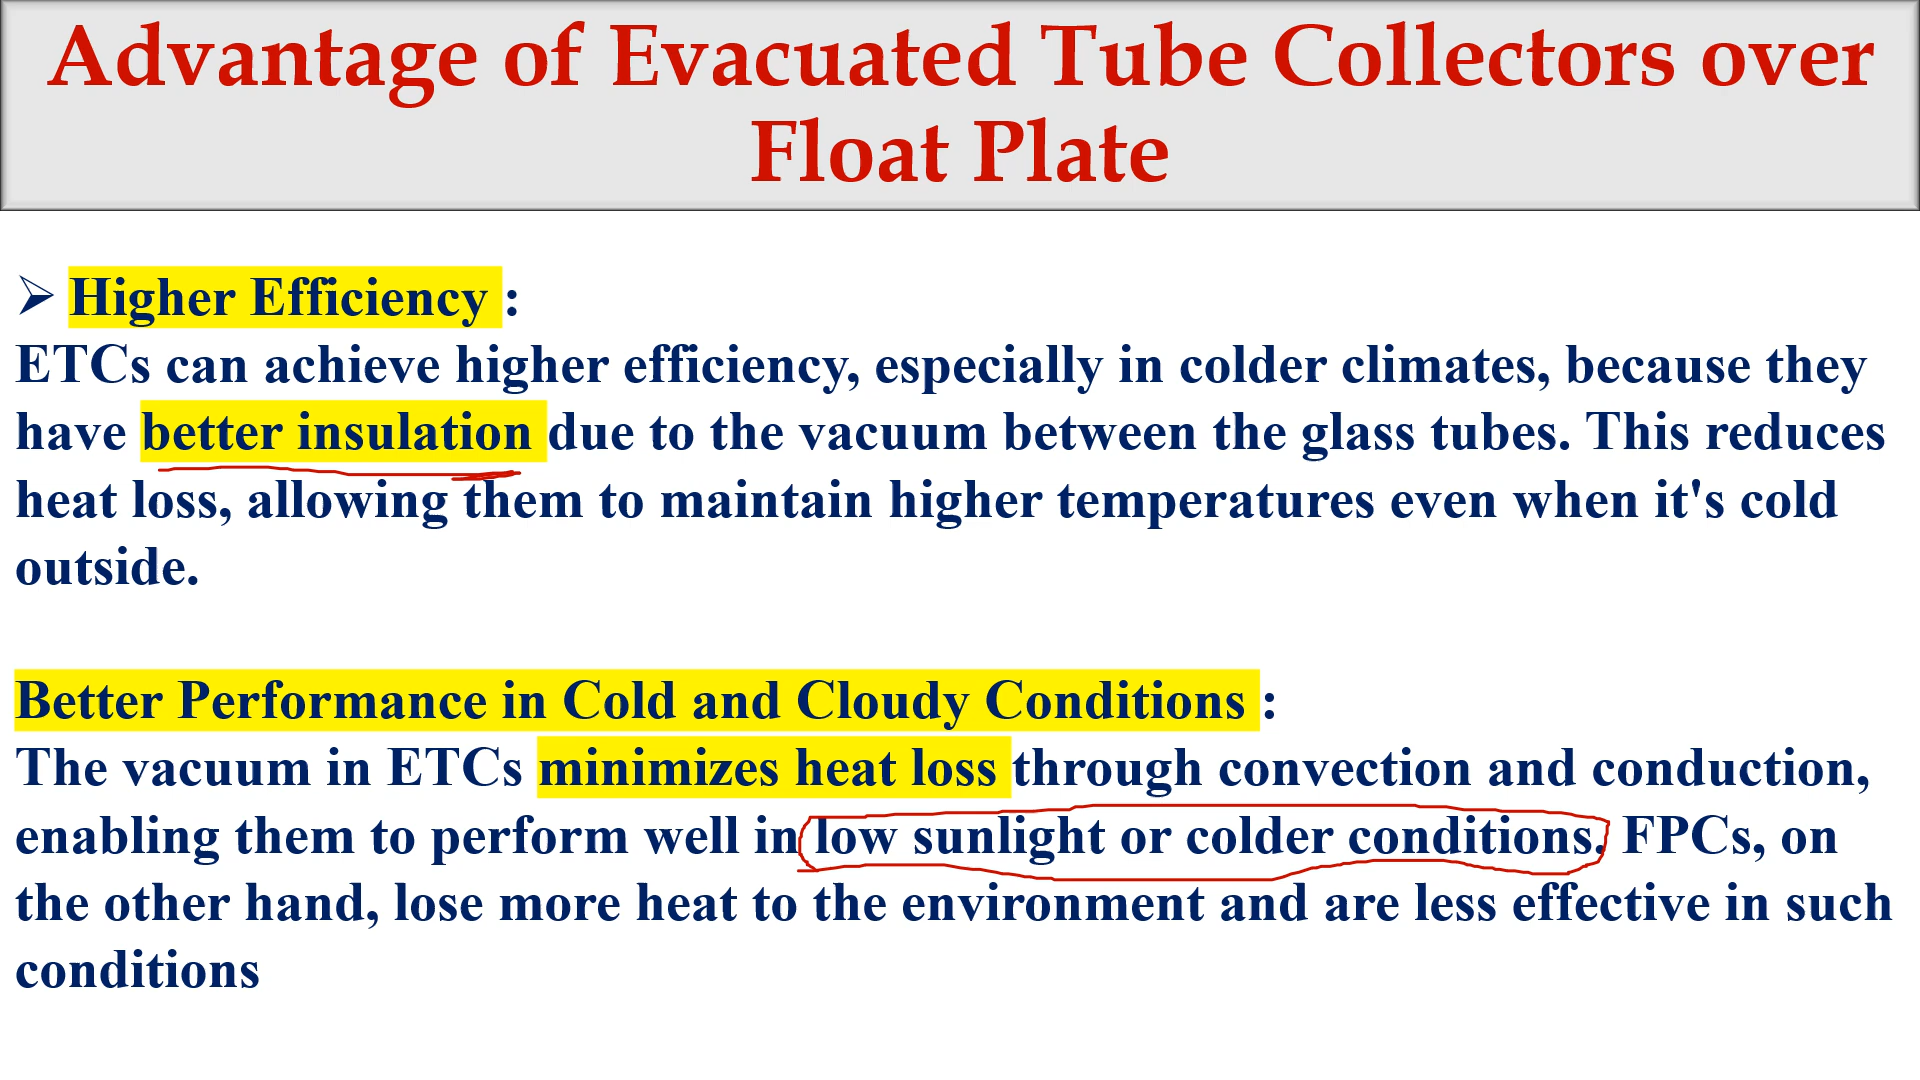 Advantage of Evacuated Tube Collectors over
Float Plate
➢ Higher Efficiency :
ETCs can achieve higher efficiency, especially in colder climates, because they
have better insulation due to the vacuum between the glass tubes. This reduces
heat loss, allowing them to maintain higher temperatures even when it's cold
outside.
Better Performance in Cold and Cloudy Conditions :
The vacuum in ETCs minimizes heat loss through convection and conduction,
enabling them to perform well in low sunlight or colder conditions. FPCs, on
the other hand, lose more heat to the environment and are less effective in such
conditions